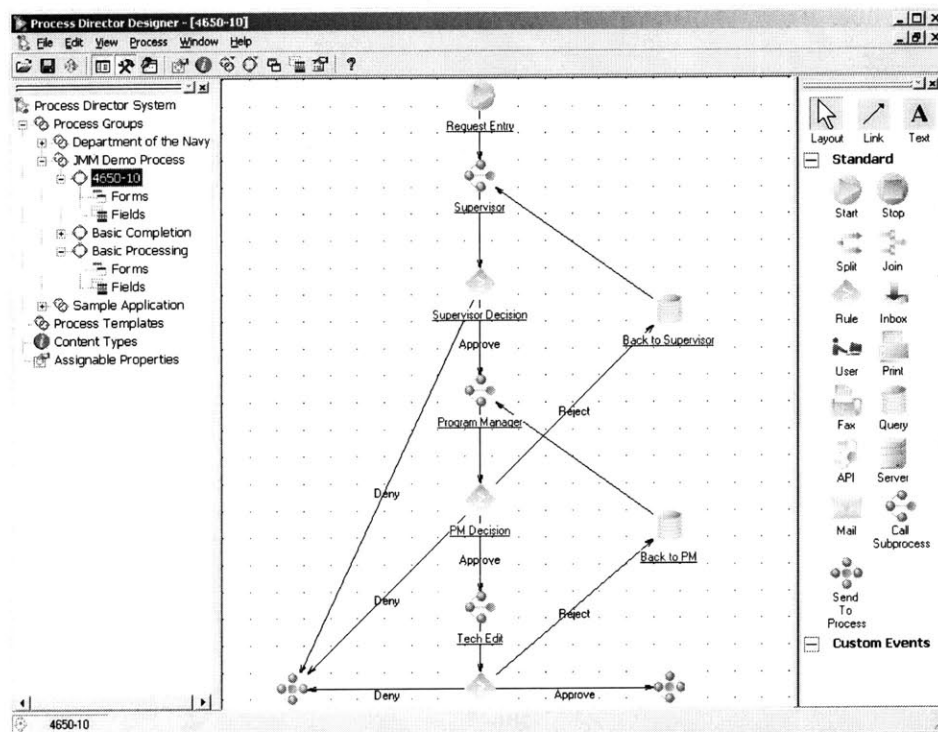 Process Director Designer - [4650-10]
File Edit View Process Window Help
Process Director System
Process Groups
Department of the Navy
JMM Demo Process
4650-10
Forms
Fields
Basic Completion
Basic Processing
Forms
Fields
Sample Application
Process Templates
Content Types
Assignable Properties
4650-10
Request Entry
Supervisor
Supervisor Decision
Back to Supervisor
Approve
Program Manager
Reject
Deny
PM Decision
Back to PM
Approve
Deny
Reject
Tech Edit
Deny
Approve
Layout Link Text
Standard
Start Stop
Split Join
Rule Inbox
User Print
Fax Query
API Server
Mail Call
Subprocess
Send
To
Process
Custom Events